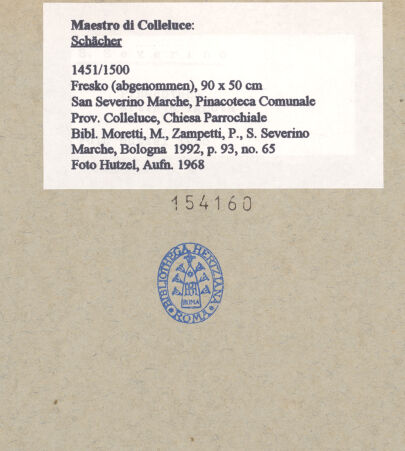 Maestro di Colleluce:
Schächer
1451/1500
Fresko (abgenommen), 90 x 50 cm
San Severino Marche, Pinacoteca Comunale
Prov. Colleluce, Chiesa Parrochiale
Bibl. Moretti, M., Zampetti, P., S. Severino
Marche, Bologna 1992, p. 93, no. 65
Foto Hutzel, Aufn. 1968
154160
BIBLIOTHECA HERTZIANA
ROMA